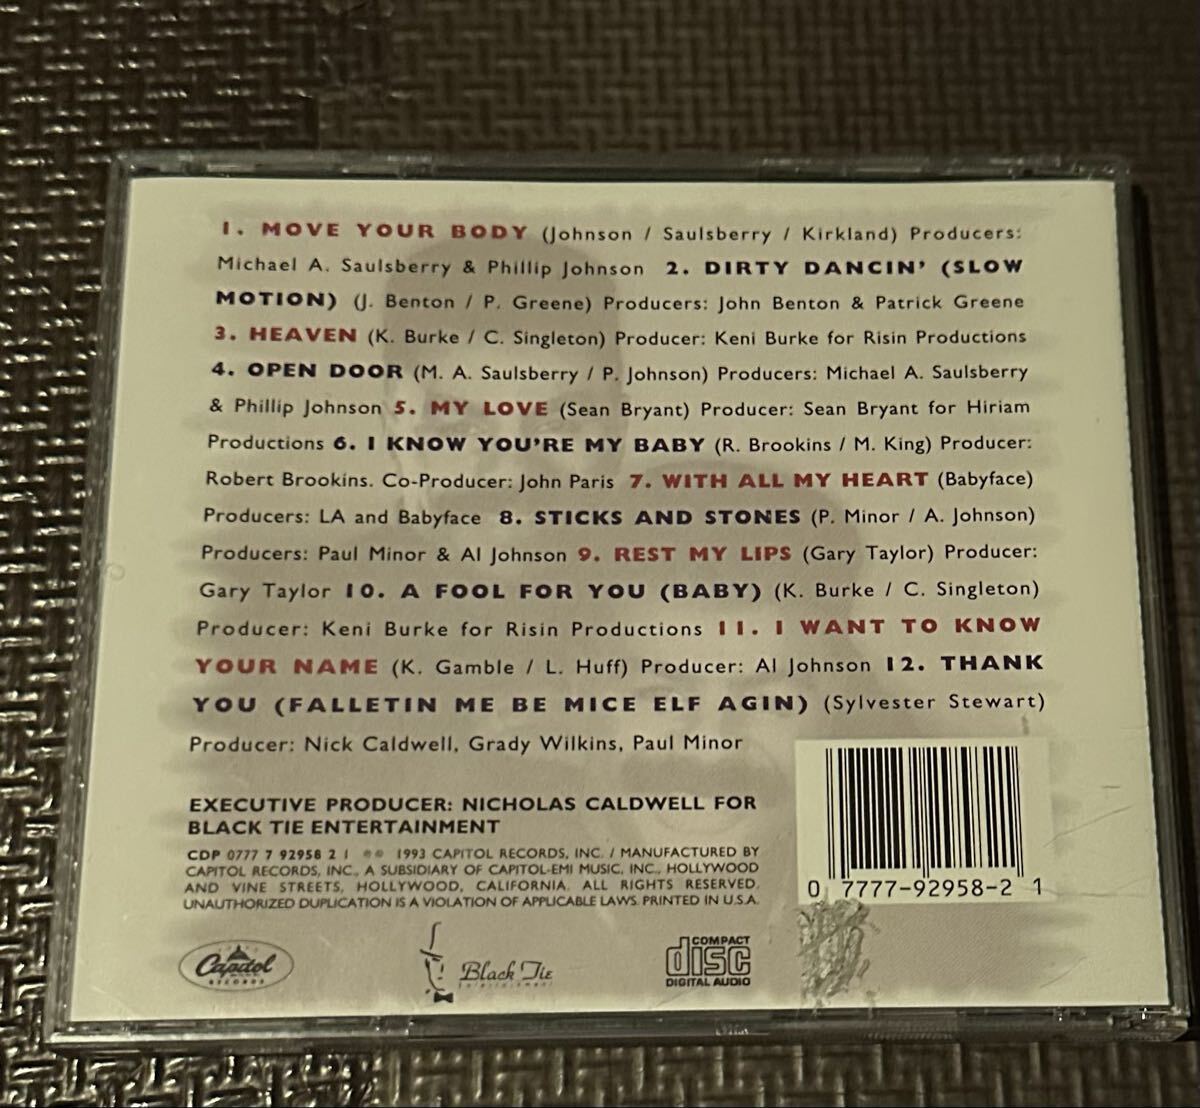 1. MOVE YOUR BODY (Johnson / Saulsberry / Kirkland) Producers:
Michael A. Saulsberry & Phillip Johnson 2. DIRTY DANCIN' (SLOW
MOTION) (J. Benton / P. Greene) Producers: John Benton & Patrick Greene
3. HEAVEN (K. Burke / C. Singleton) Producer: Keni Burke for Risin Productions
4. OPEN DOOR (M. A. Saulsberry / P. Johnson) Producers: Michael A. Saulsberry
& Phillip Johnson 5. MY LOVE (Sean Bryant) Producer: Sean Bryant for Hiriam
Productions 6. I KNOW YOU'RE MY BABY (R. Brookins / M. King) Producer:
Robert Brookins. Co-Producer: John Paris 7. WITH ALL MY HEART (Babyface)
Producers: LA and Babyface 8. STICKS AND STONES (P. Minor / A. Johnson)
Producers: Paul Minor & Al Johnson 9. REST MY LIPS (Gary Taylor) Producer:
Gary Taylor 10. A FOOL FOR YOU (BABY) (K. Burke / C. Singleton)
Producer: Keni Burke for Risin Productions 11. I WANT TO KNOW
YOUR NAME (K. Gamble / L. Huff) Producer: Al Johnson 12. THANK
YOU (FALLETIN ME BE MICE ELF AGIN) (Sylvester Stewart)
Producer: Nick Caldwell, Grady Wilkins, Paul Minor
EXECUTIVE PRODUCER: NICHOLAS CALDWELL FOR
BLACK TIE ENTERTAINMENT
CDP 0777 7 92958 2 1 ℗© 1993 CAPITOL RECORDS, INC. / MANUFACTURED BY
CAPITOL RECORDS, INC., A SUBSIDIARY OF CAPITOL-EMI MUSIC, INC., HOLLYWOOD
AND VINE STREETS, HOLLYWOOD, CALIFORNIA. ALL RIGHTS RESERVED.
UNAUTHORIZED DUPLICATION IS A VIOLATION OF APPLICABLE LAWS. PRINTED IN U.S.A.
0 7777-92958-2 1
Capitol
RECORDS
Black Tie
COMPACT
disc
DIGITAL AUDIO